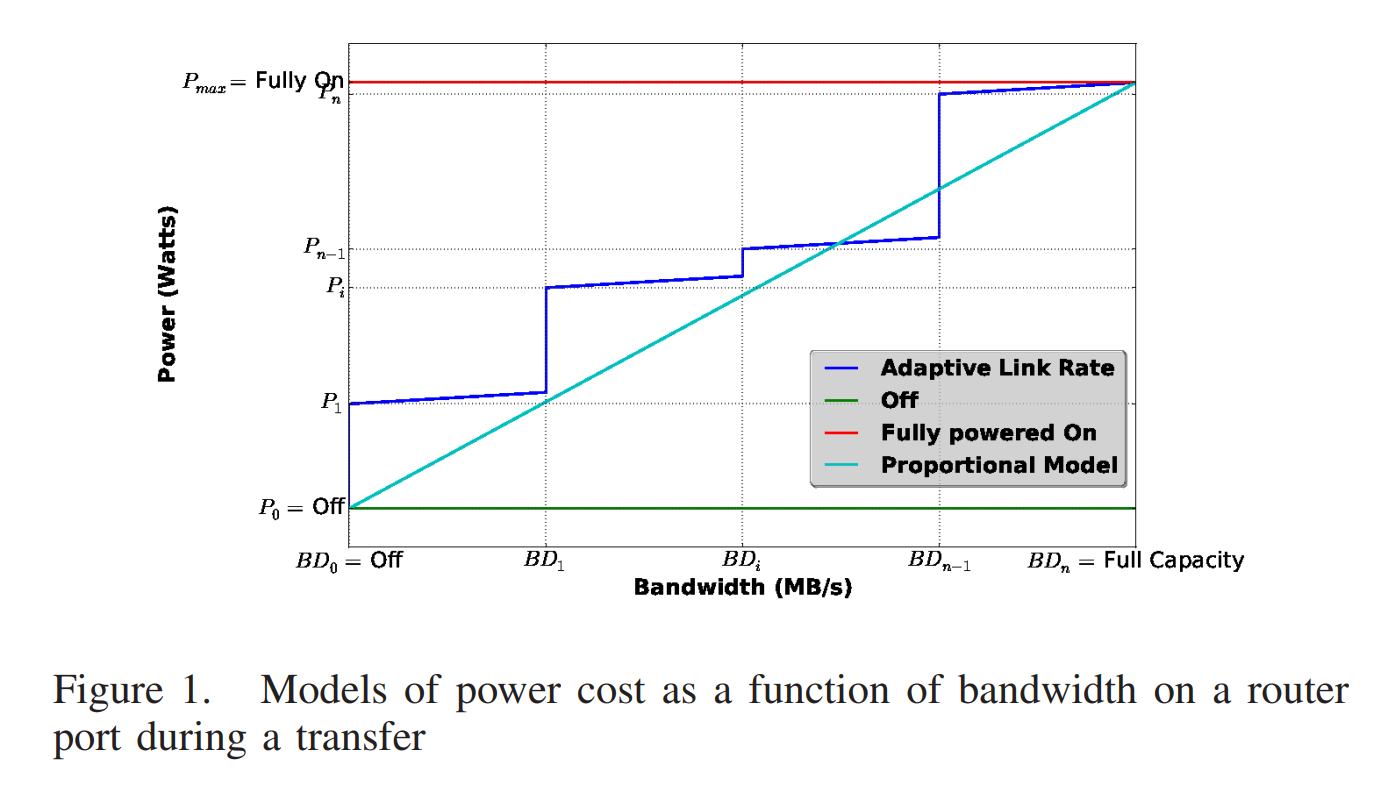 P_max = Fully On
P_n
P_n−1
P_i
P_1
P_0 = Off
Power (Watts)
Adaptive Link Rate
Off
Fully powered On
Proportional Model
BD_0 = Off BD_1 BD_i BD_n−1 BD_n = Full Capacity
Bandwidth (MB/s)
Figure 1. Models of power cost as a function of bandwidth on a router
port during a transfer